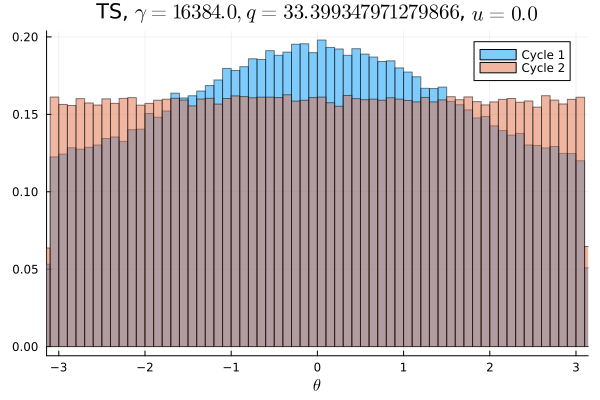 TS, γ = 16384.0, q = 33.399347971279866, u = 0.0
0.20
Cycle 1
Cycle 2
0.15
0.10
0.05
0.00
−3 −2 −1 0 1 2 3
θ